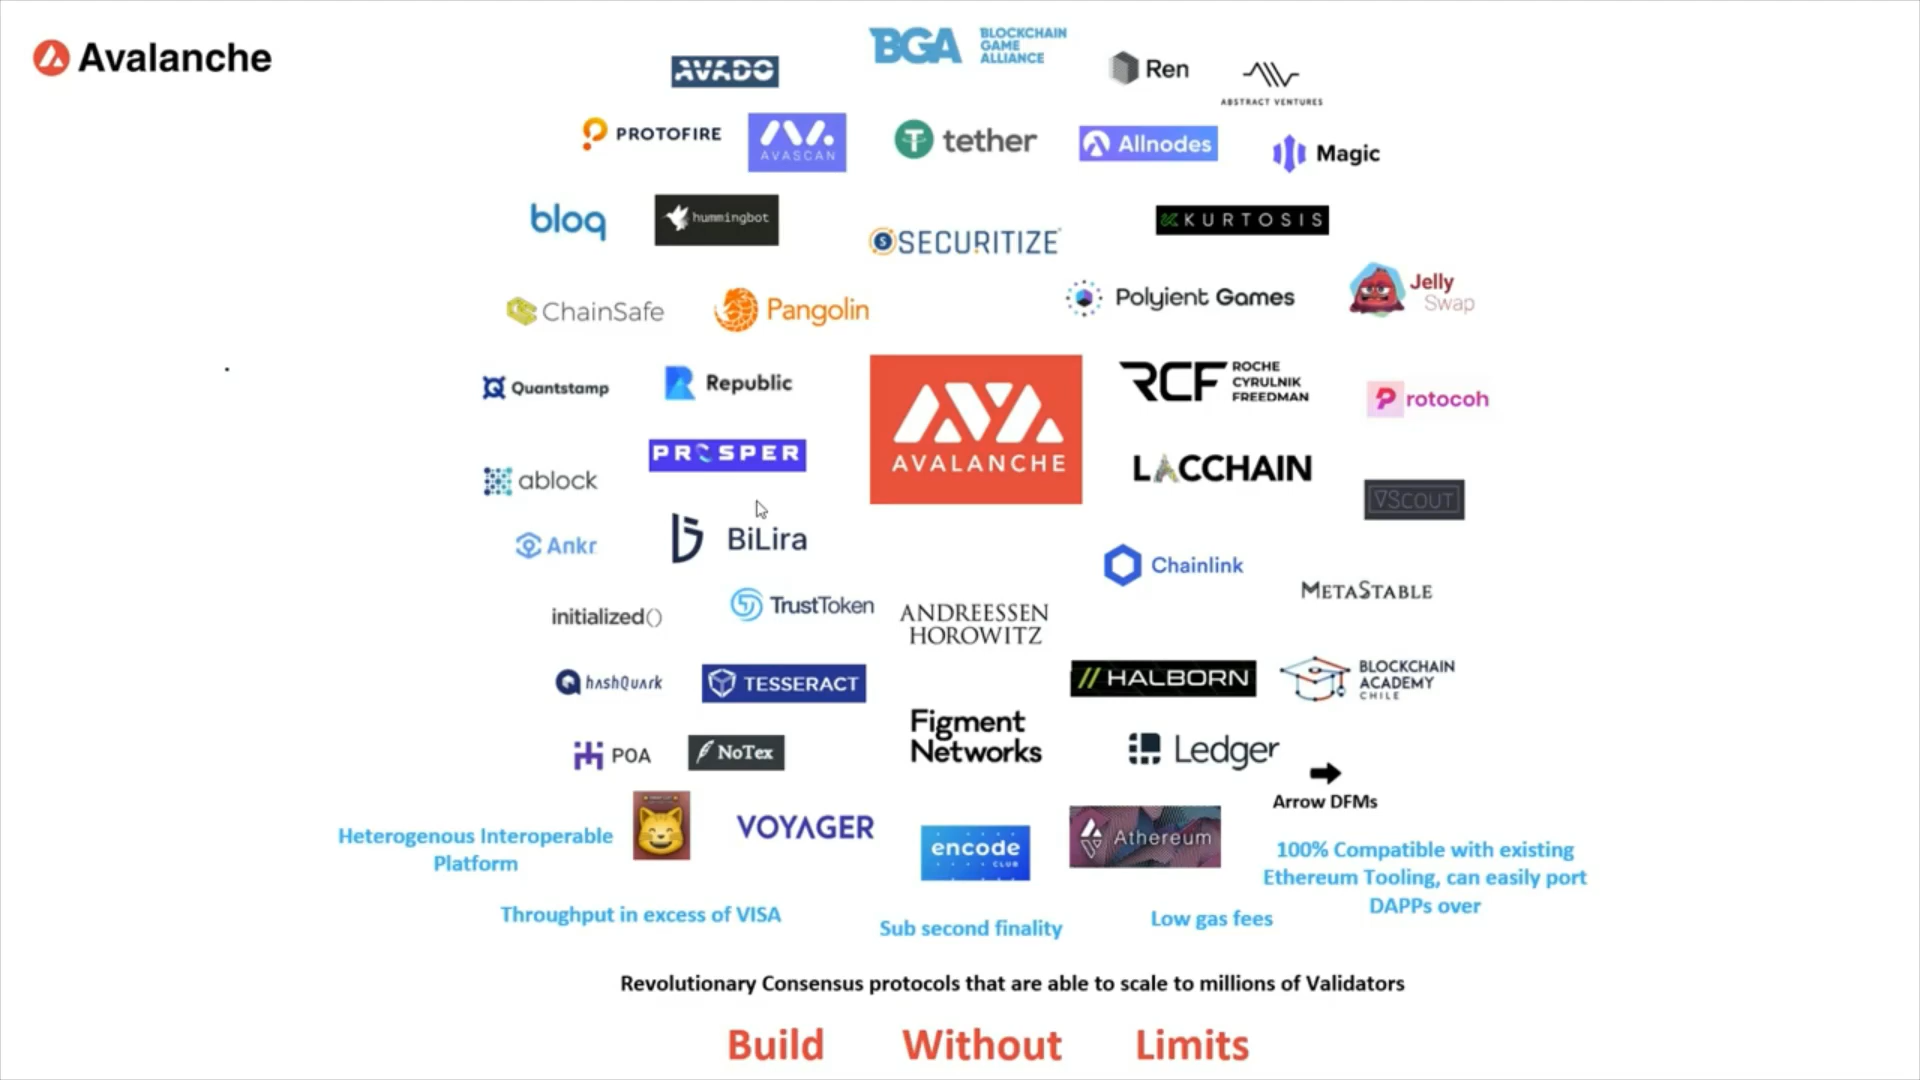 Avalanche
BGA BLOCKCHAIN
GAME
ALLIANCE
AVADO
Ren
ABSTRACT VENTURES
PROTOFIRE
AVASCAN
tether
Allnodes
Magic
bloq
hummingbot
SECURITIZE
KURTOSIS
ChainSafe
Pangolin
Polyient Games
Jelly
Swap
Quantstamp
Republic
AVALANCHE
RCF ROCHE
CYRULNIK
FREEDMAN
Protocoh
ablock
PROSPER
LACCHAIN
VSCOUT
Ankr
BiLira
Chainlink
initialized()
TrustToken
ANDREESSEN
HOROWITZ
METASTABLE
hashQuark
TESSERACT
HALBORN
BLOCKCHAIN
ACADEMY
CHILE
POA
NoTex
Figment
Networks
Ledger
Arrow DFMs
VOYAGER
encode
CLUB
Athereum
Heterogenous Interoperable
Platform
100% Compatible with existing
Ethereum Tooling, can easily port
DAPPs over
Throughput in excess of VISA
Sub second finality
Low gas fees
Revolutionary Consensus protocols that are able to scale to millions of Validators
Build Without Limits